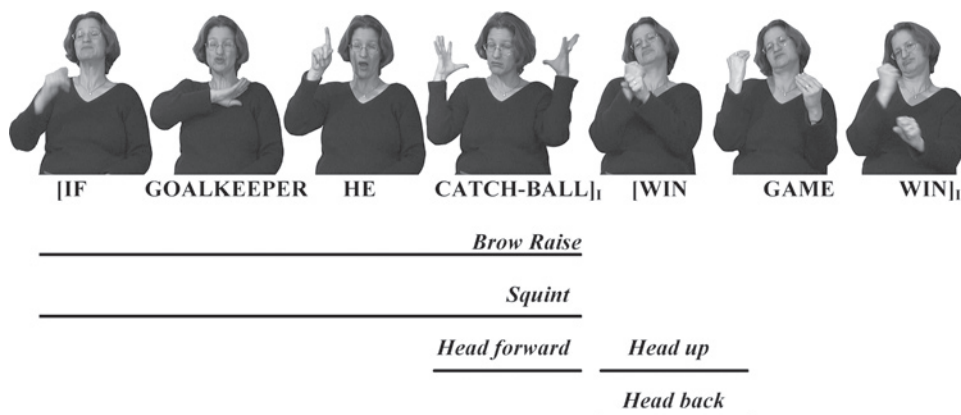 [IF GOALKEEPER HE CATCH-BALL]I [WIN GAME WIN]I
Brow Raise
Squint
Head forward Head up
Head back